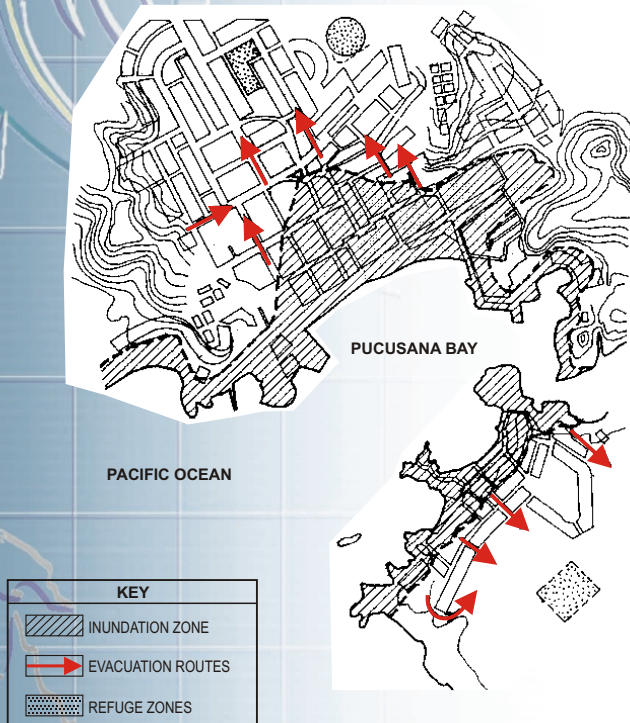 PUCUSANA BAY
PACIFIC OCEAN
KEY
INUNDATION ZONE
EVACUATION ROUTES
REFUGE ZONES